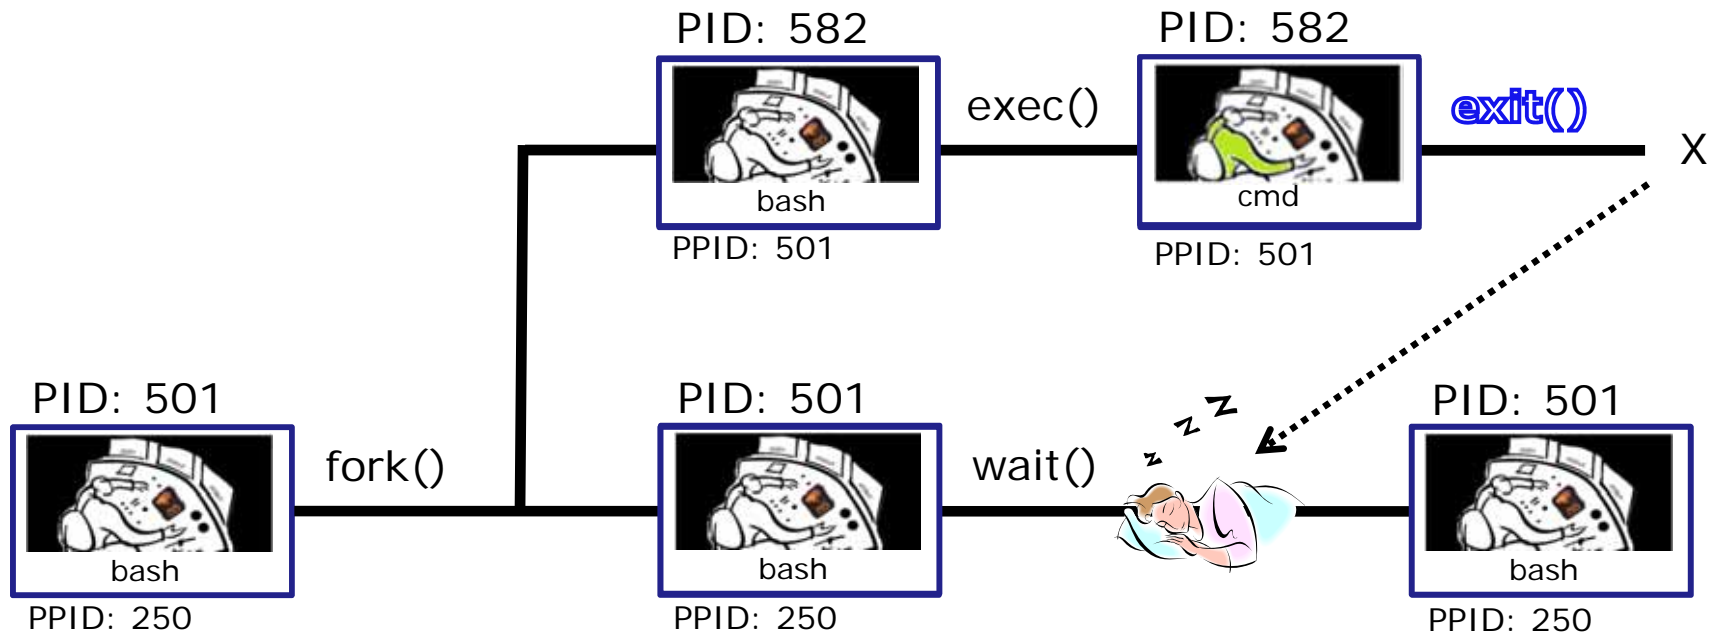 PID: 582
PID: 582
exec()
exit()
X
bash
cmd
PPID: 501
PPID: 501
PID: 501
PID: 501
PID: 501
z
z
z
fork()
wait()
bash
bash
bash
PPID: 250
PPID: 250
PPID: 250